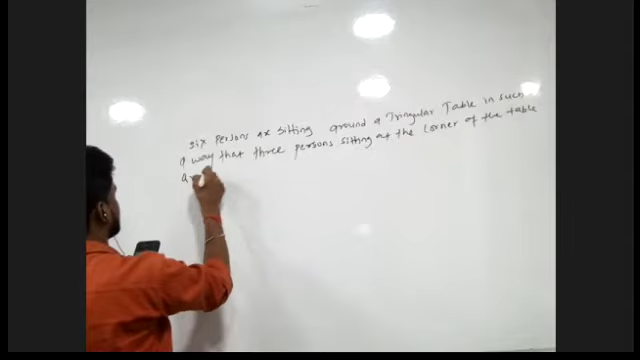 six persons are sitting around a Tringular Table in such
a way that three persons sitting at the corner of the table
a